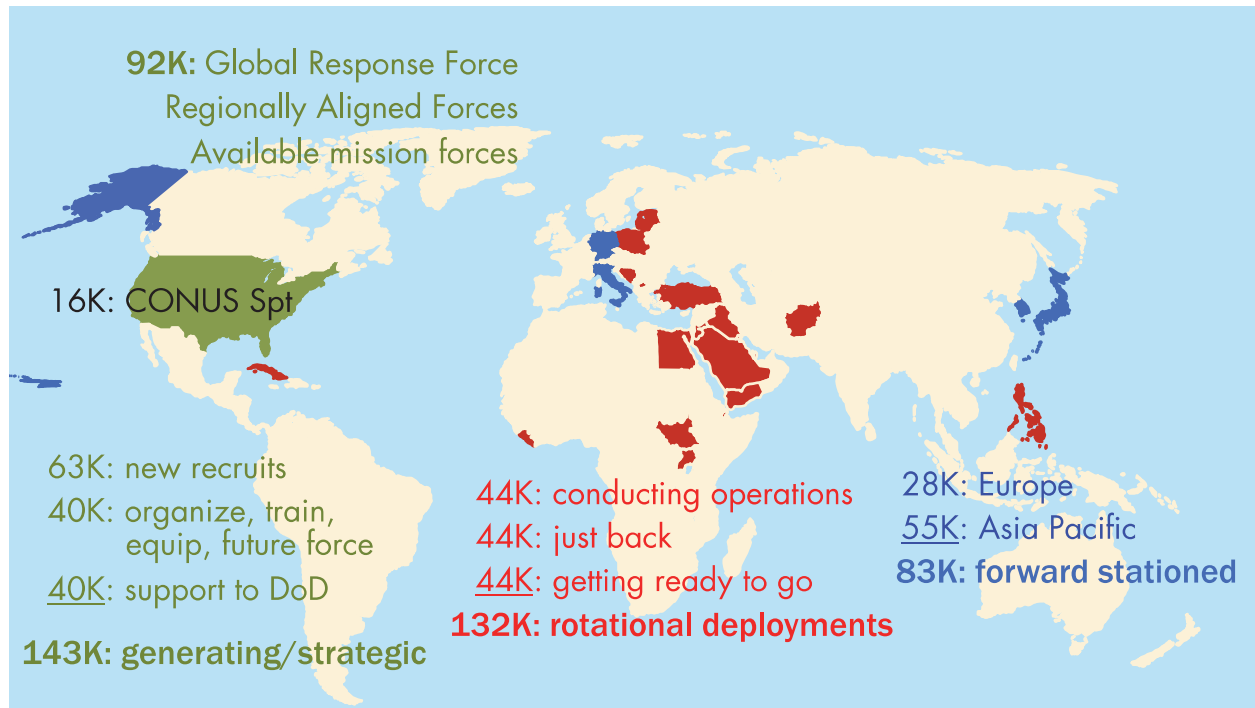 92K: Global Response Force
Regionally Aligned Forces
Available mission forces
16K: CONUS Spt
63K: new recruits
40K: organize, train,
equip, future force
40K: support to DoD
143K: generating/strategic
44K: conducting operations
44K: just back
44K: getting ready to go
132K: rotational deployments
28K: Europe
55K: Asia Pacific
83K: forward stationed